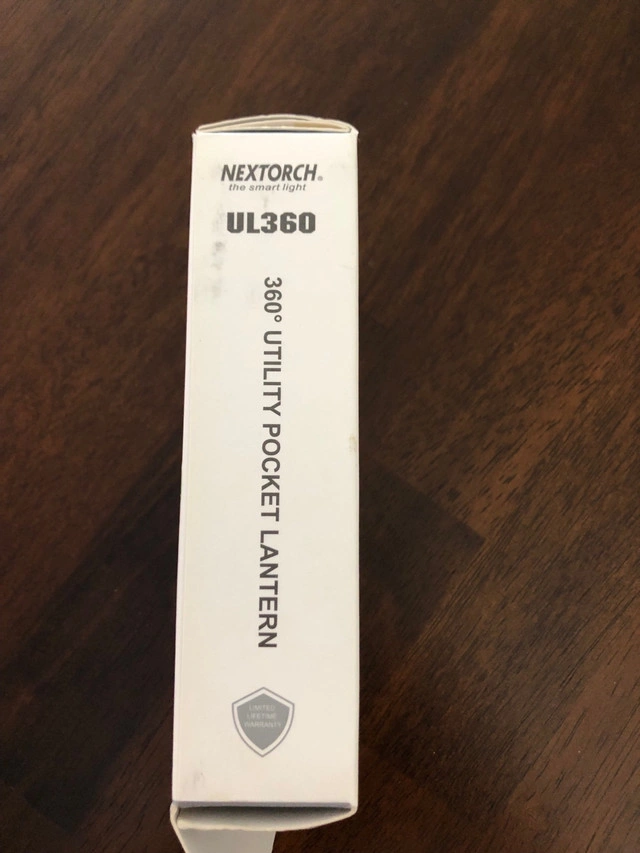 NEXTORCH®
the smart light
UL360
360° UTILITY POCKET LANTERN
LIMITED
LIFETIME
WARRANTY